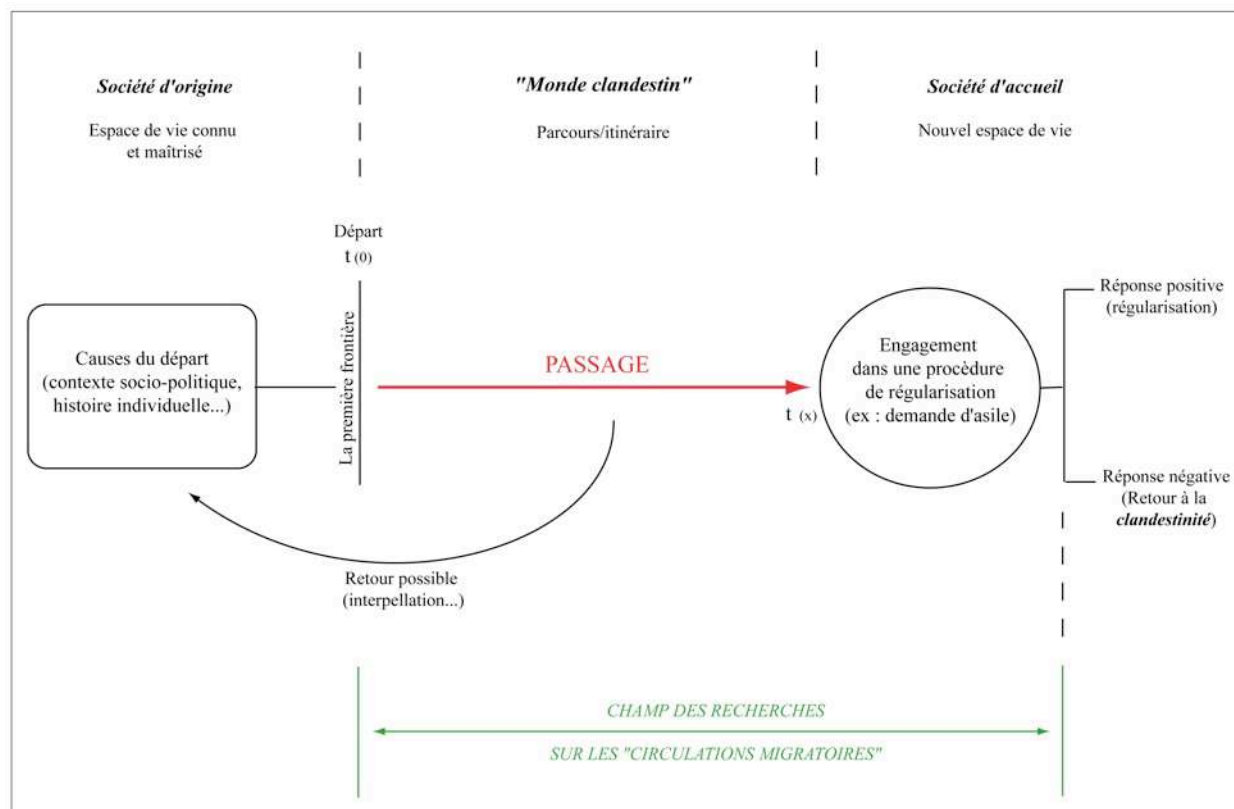 Société d'origine
Espace de vie connu
et maîtrisé
"Monde clandestin"
Parcours/itinéraire
Société d'accueil
Nouvel espace de vie
Départ
t (0)
La première frontière
Causes du départ
(contexte socio-politique,
histoire individuelle...)
PASSAGE
t (x)
Engagement
dans une procédure
de régularisation
(ex : demande d'asile)
Réponse positive
(régularisation)
Réponse négative
(Retour à la
clandestinité)
Retour possible
(interpellation...)
CHAMP DES RECHERCHES
SUR LES "CIRCULATIONS MIGRATOIRES"